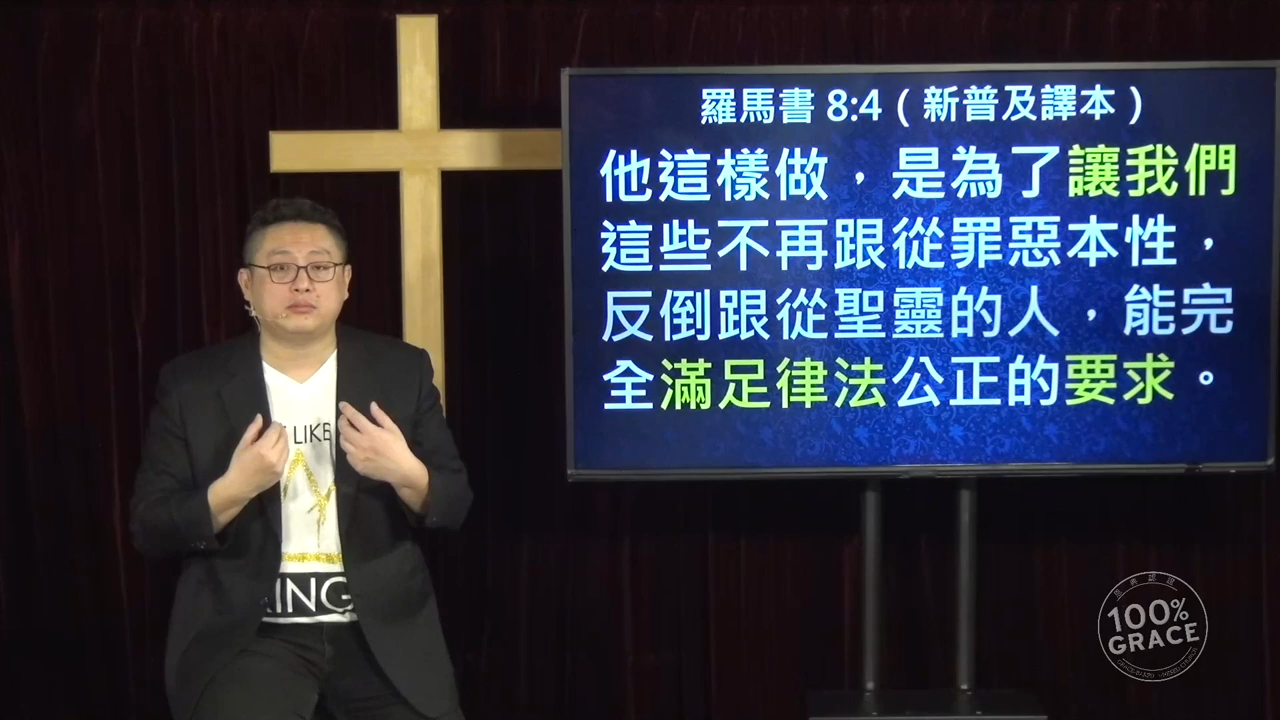 羅馬書 8:4（新普及譯本）
他這樣做，是為了讓我們
這些不再跟從罪惡本性，
反倒跟從聖靈的人，能完
全滿足律法公正的要求。
LIKE
KING
100%
GRACE